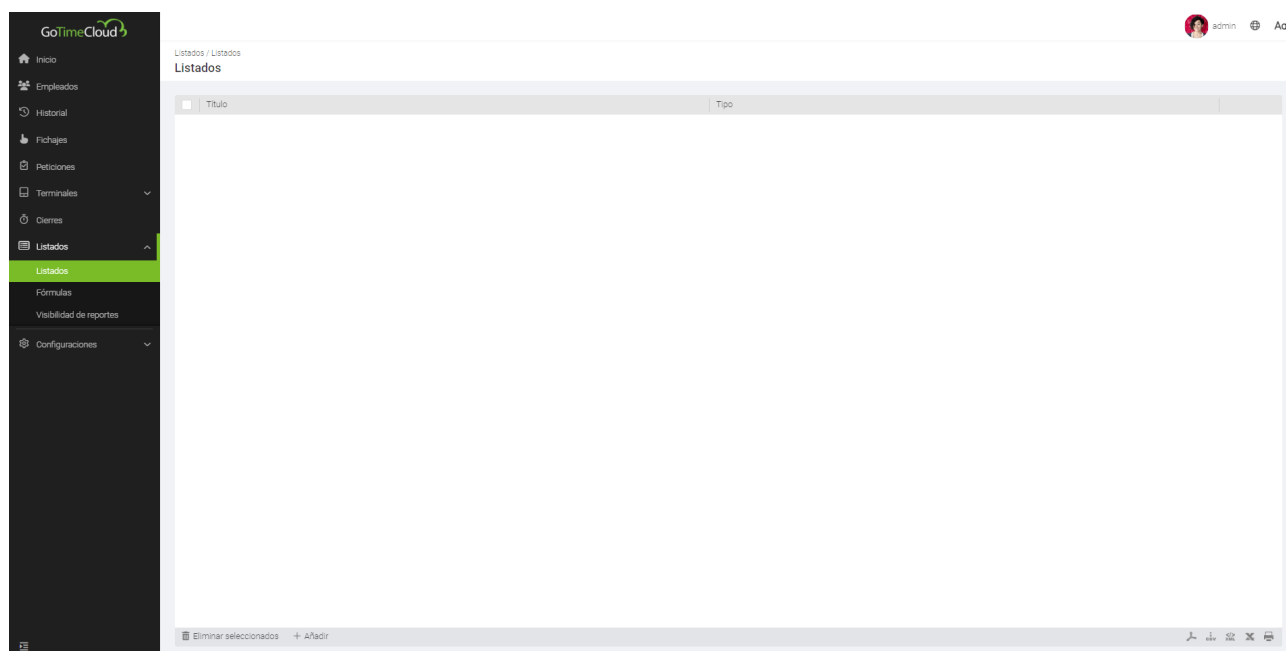 GoTimeCloud
admin
Inicio
Empleados
Historial
Fichajes
Peticiones
Terminales
Cierres
Listados
Listados
Fórmulas
Visibilidad de reportes
Configuraciones
Listados / Listados
Listados
Título Tipo
Eliminar seleccionados + Añadir